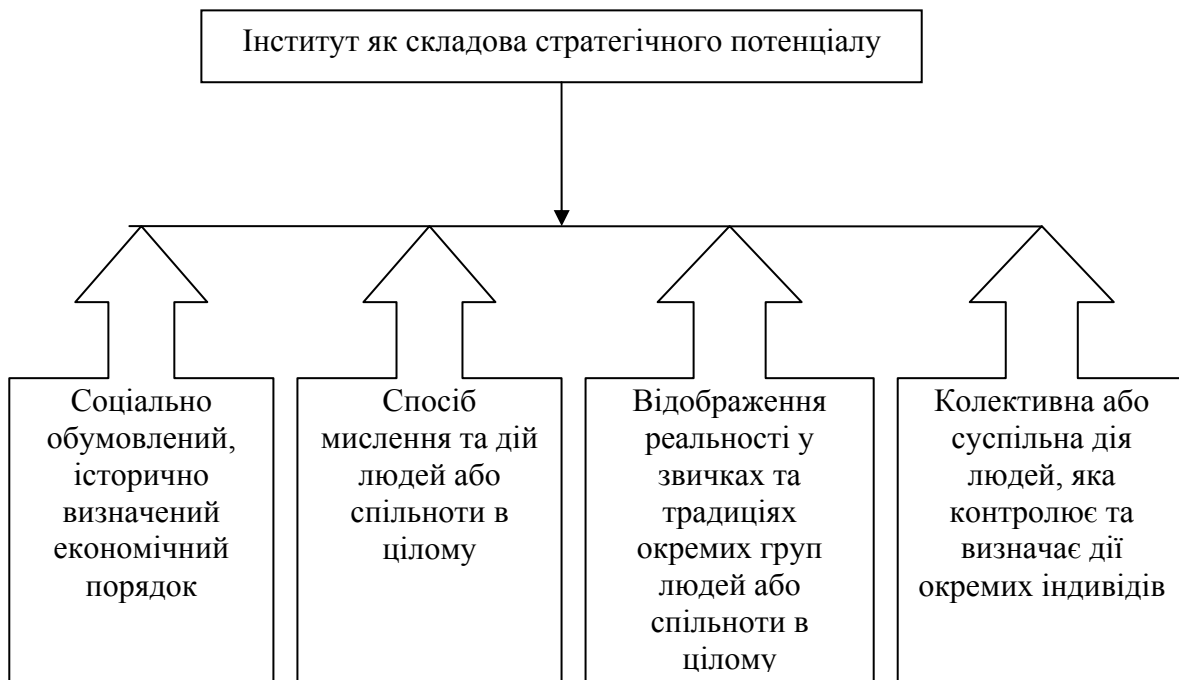 Інститут як складова стратегічного потенціалу
Соціально
обумовлений,
історично
визначений
економічний
порядок
Спосіб
мислення та дій
людей або
спільноти в
цілому
Відображення
реальності у
звичках та
традиціях
окремих груп
людей або
спільноти в
цілому
Колективна або
суспільна дія
людей, яка
контролює та
визначає дії
окремих індивідів